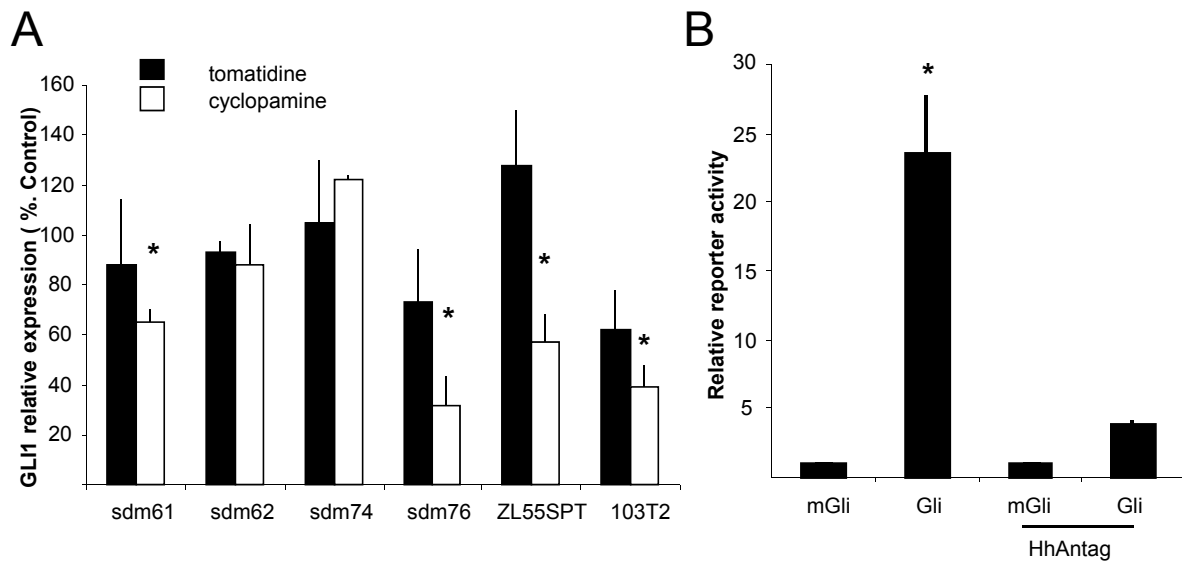 A
tomatidine
cyclopamine
GLI1 relative expression ( %. Control)
160
140
120
100
80
60
40
20
*
*
*
*
sdm61 sdm62 sdm74 sdm76 ZL55SPT 103T2
B
Relative reporter activity
30
25
20
15
10
5
*
mGli Gli mGli Gli
HhAntag